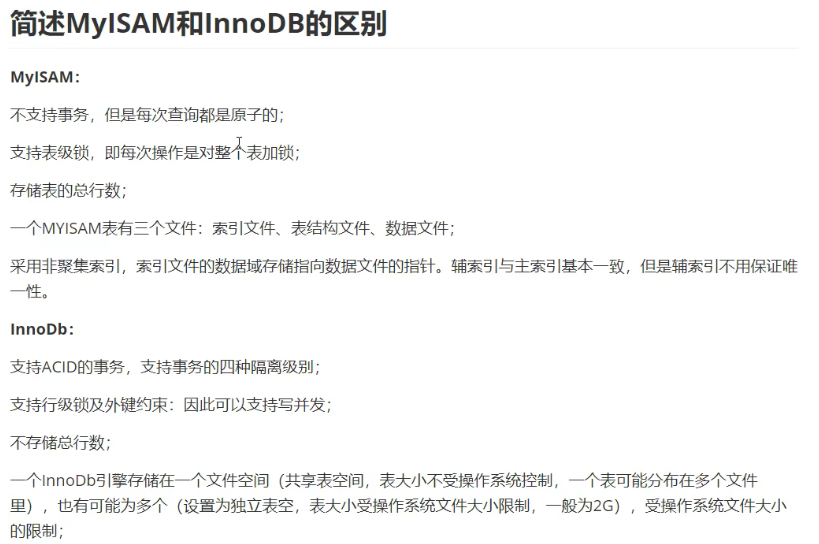 简述MyISAM和InnoDB的区别
MyISAM：
不支持事务，但是每次查询都是原子的；
支持表级锁，即每次操作是对整个表加锁；
存储表的总行数；
一个MYISAM表有三个文件：索引文件、表结构文件、数据文件；
采用非聚集索引，索引文件的数据域存储指向数据文件的指针。辅索引与主索引基本一致，但是辅索引不用保证唯
一性。
InnoDb：
支持ACID的事务，支持事务的四种隔离级别；
支持行级锁及外键约束：因此可以支持写并发；
不存储总行数；
一个InnoDb引擎存储在一个文件空间（共享表空间，表大小不受操作系统控制，一个表可能分布在多个文件
里），也有可能为多个（设置为独立表空，表大小受操作系统文件大小限制，一般为2G），受操作系统文件大小
的限制；